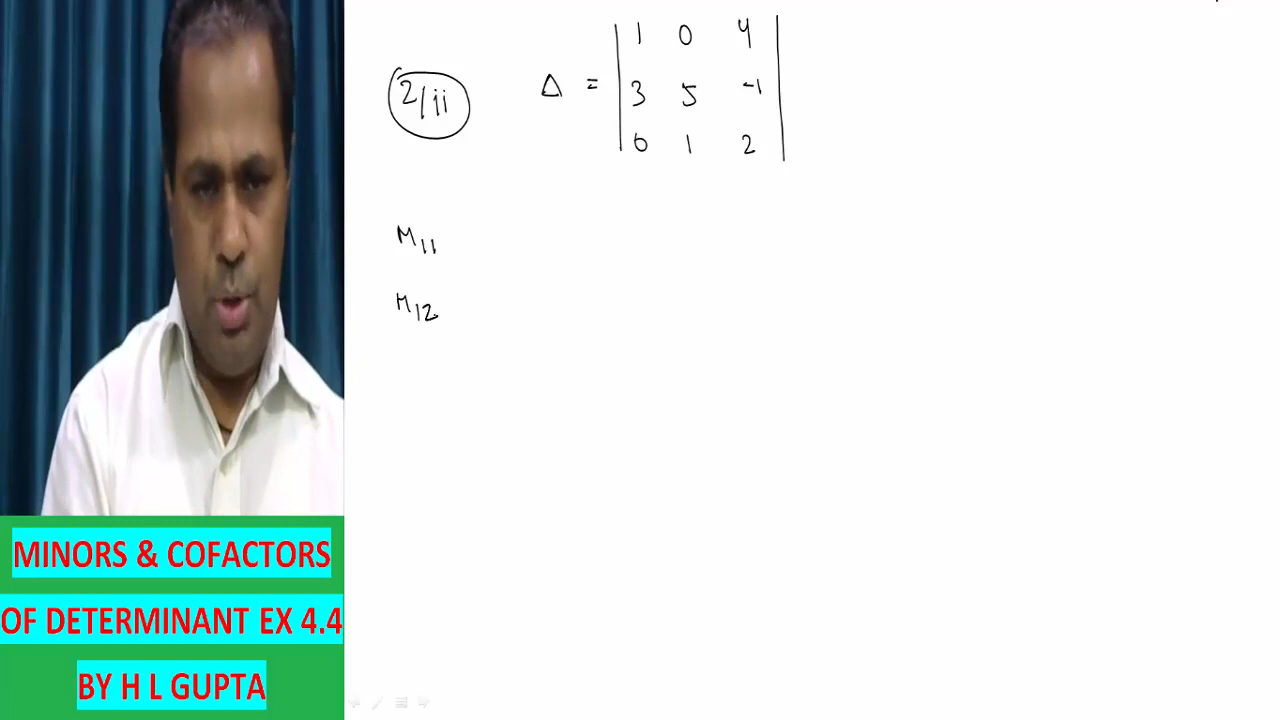 2/ii
Δ = | 1 0 4 |
| 3 5 -1 |
| 0 1 2 |
M11
M12
MINORS & COFACTORS
OF DETERMINANT EX 4.4
BY H L GUPTA